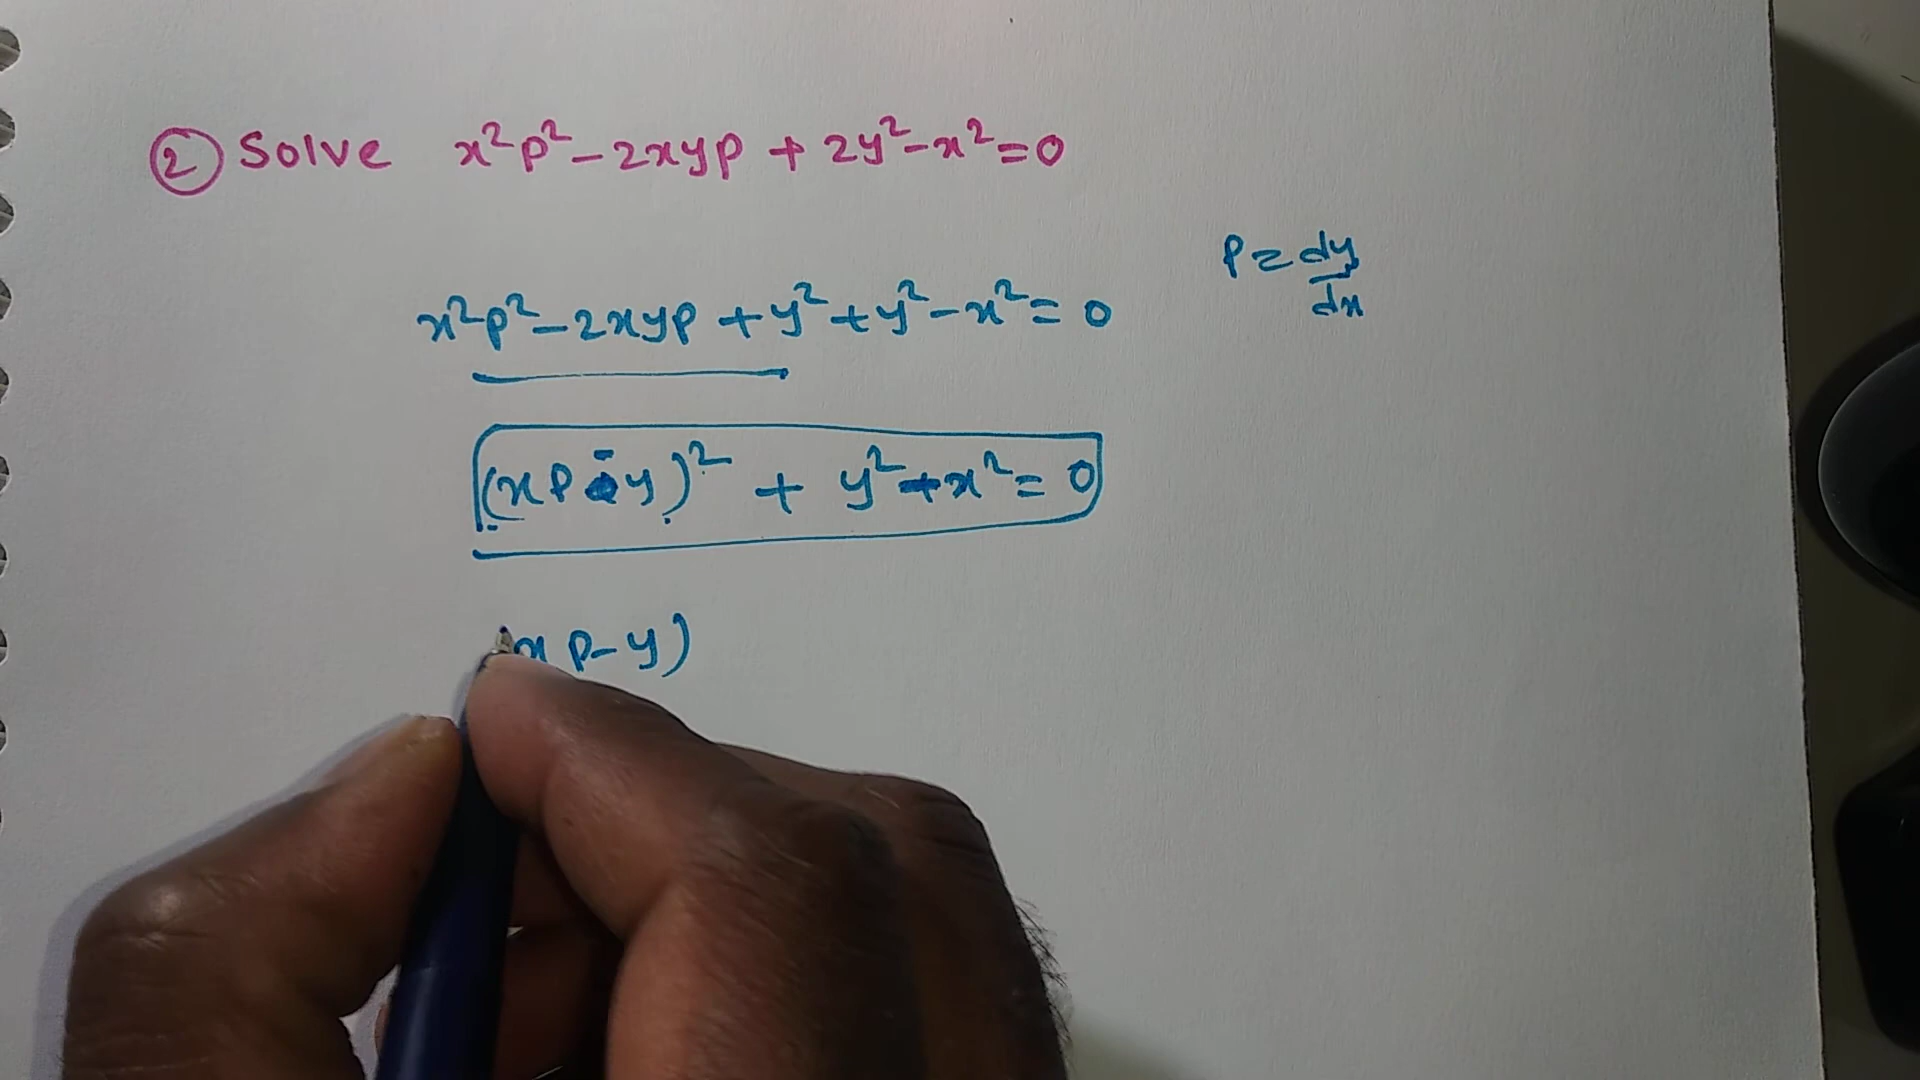 ② Solve x²p² - 2xyp + 2y² - x² = 0
p = dy/dx
x²p² - 2xyp + y² + y² - x² = 0
(xp - y)² + y² + x² = 0
xp - y)